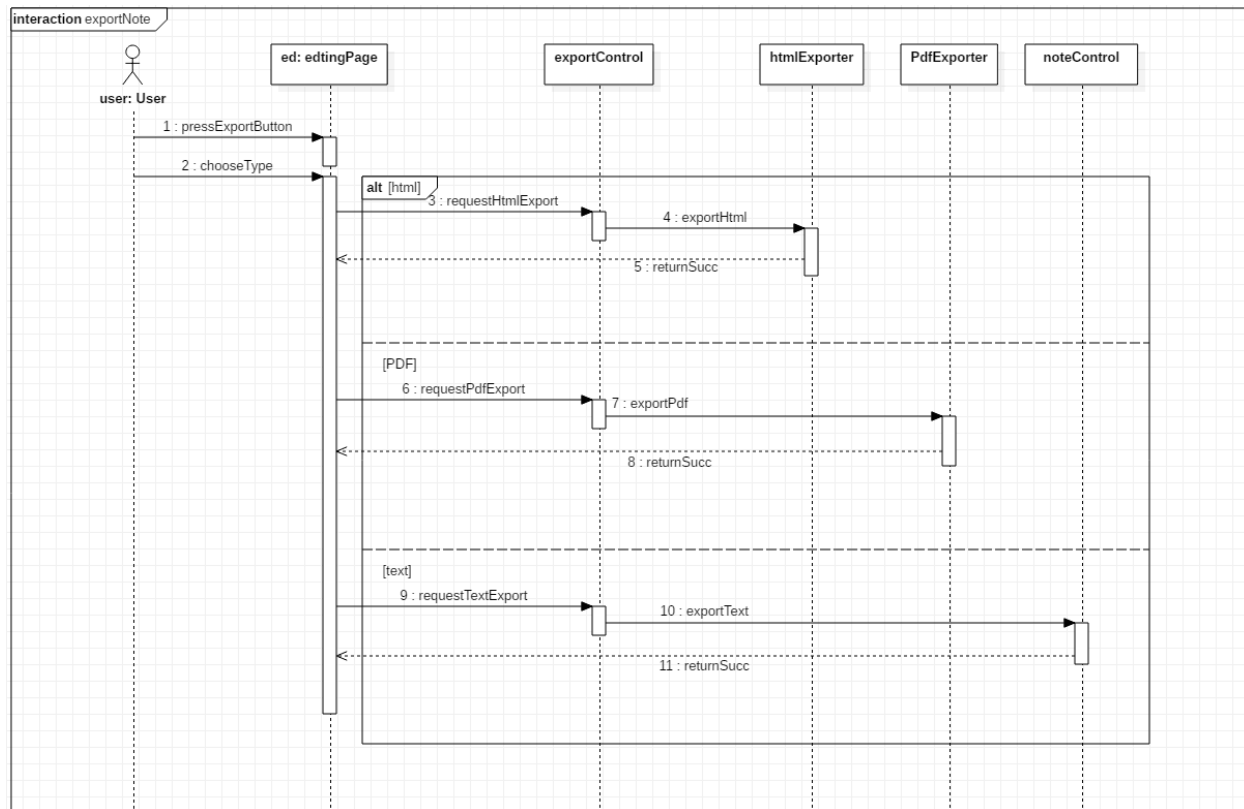 interaction exportNote
user: User
ed: edtingPage
exportControl
htmlExporter
PdfExporter
noteControl
1 : pressExportButton
2 : chooseType
alt [html]
3 : requestHtmlExport
4 : exportHtml
5 : returnSucc
[PDF]
6 : requestPdfExport
7 : exportPdf
8 : returnSucc
[text]
9 : requestTextExport
10 : exportText
11 : returnSucc